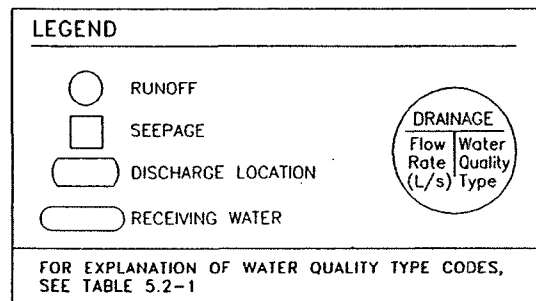 LEGEND
RUNOFF
SEEPAGE
DISCHARGE LOCATION
RECEIVING WATER
DRAINAGE
Flow Water
Rate Quality
(L/s) Type
FOR EXPLANATION OF WATER QUALITY TYPE CODES,
SEE TABLE 5.2-1